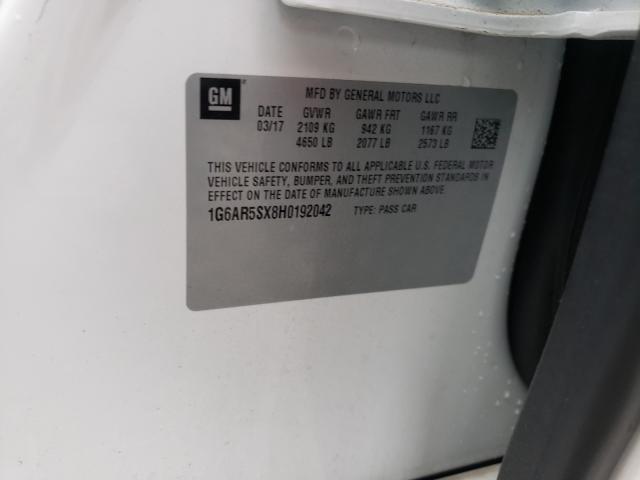 GM
MFD BY GENERAL MOTORS LLC
DATE GVWR GAWR FRT GAWR RR
03/17 2109 KG 942 KG 1167 KG
4650 LB 2077 LB 2573 LB
THIS VEHICLE CONFORMS TO ALL APPLICABLE U.S. FEDERAL MOTOR
VEHICLE SAFETY, BUMPER, AND THEFT PREVENTION STANDARDS IN
EFFECT ON THE DATE OF MANUFACTURE SHOWN ABOVE.
1G6AR5SX8H0192042 TYPE: PASS CAR